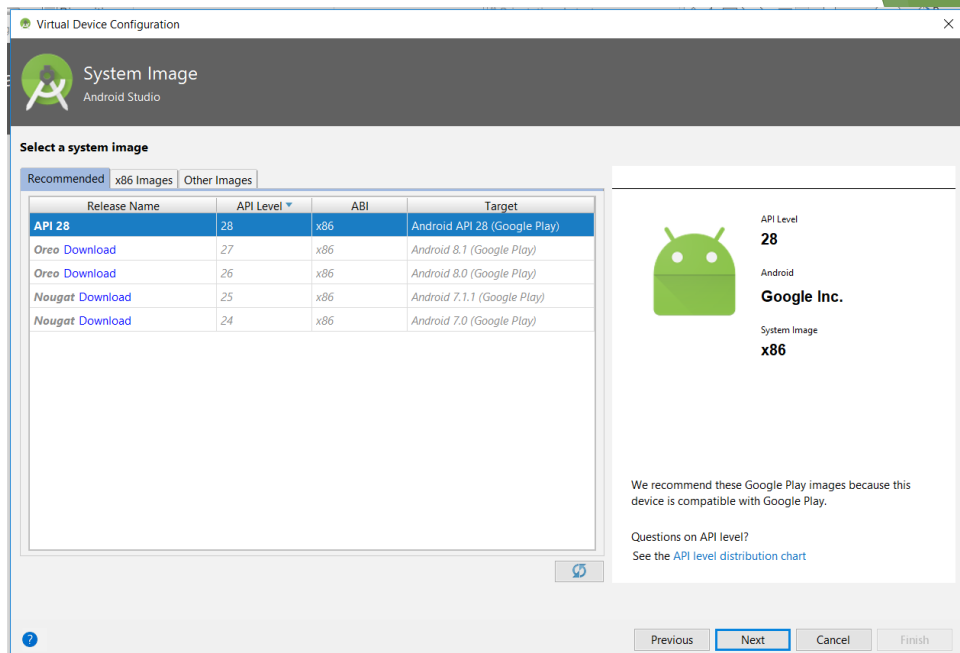 Virtual Device Configuration
System Image
Android Studio
Select a system image
Recommended x86 Images Other Images
Release Name API Level ABI Target
API 28 28 x86 Android API 28 (Google Play)
Oreo Download 27 x86 Android 8.1 (Google Play)
Oreo Download 26 x86 Android 8.0 (Google Play)
Nougat Download 25 x86 Android 7.1.1 (Google Play)
Nougat Download 24 x86 Android 7.0 (Google Play)
API Level
28
Android
Google Inc.
System Image
x86
We recommend these Google Play images because this
device is compatible with Google Play.
Questions on API level?
See the API level distribution chart
? Previous Next Cancel Finish